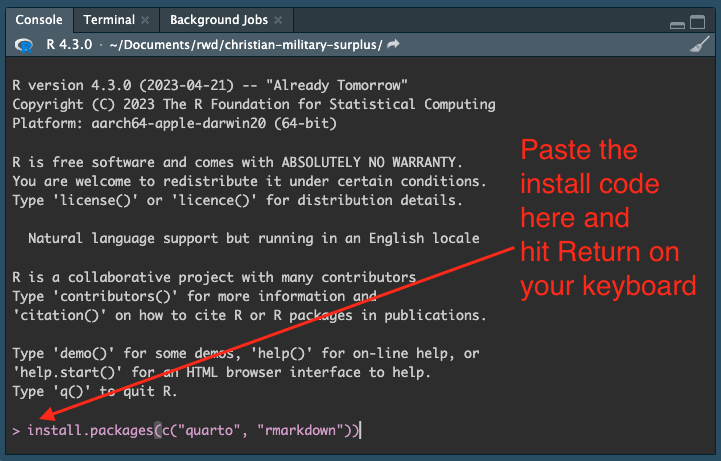 Console Terminal Background Jobs
R 4.3.0 · ~/Documents/rwd/christian-military-surplus/
R version 4.3.0 (2023-04-21) -- "Already Tomorrow"
Copyright (C) 2023 The R Foundation for Statistical Computing
Platform: aarch64-apple-darwin20 (64-bit)
R is free software and comes with ABSOLUTELY NO WARRANTY.
You are welcome to redistribute it under certain conditions.
Type 'license()' or 'licence()' for distribution details.
Natural language support but running in an English locale
R is a collaborative project with many contributors
Type 'contributors()' for more information and
'citation()' on how to cite R or R packages in publications.
Type 'demo()' for some demos, 'help()' for on-line help, or
'help.start()' for an HTML browser interface to help.
Type 'q()' to quit R.
> install.packages(c("quarto", "rmarkdown"))
Paste the
install code
here and
hit Return on
your keyboard